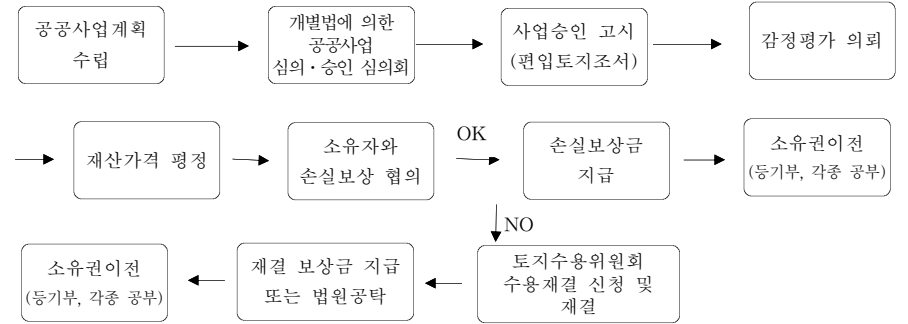 공공사업계획
수립
개별법에 의한
공공사업
심의·승인 심의회
사업승인 고시
(편입토지조서)
감정평가 의뢰
재산가격 평정
소유자와
손실보상 협의
OK
손실보상금
지급
소유권이전
(등기부, 각종 공부)
NO
토지수용위원회
수용재결 신청 및
재결
재결 보상금 지급
또는 법원공탁
소유권이전
(등기부, 각종 공부)